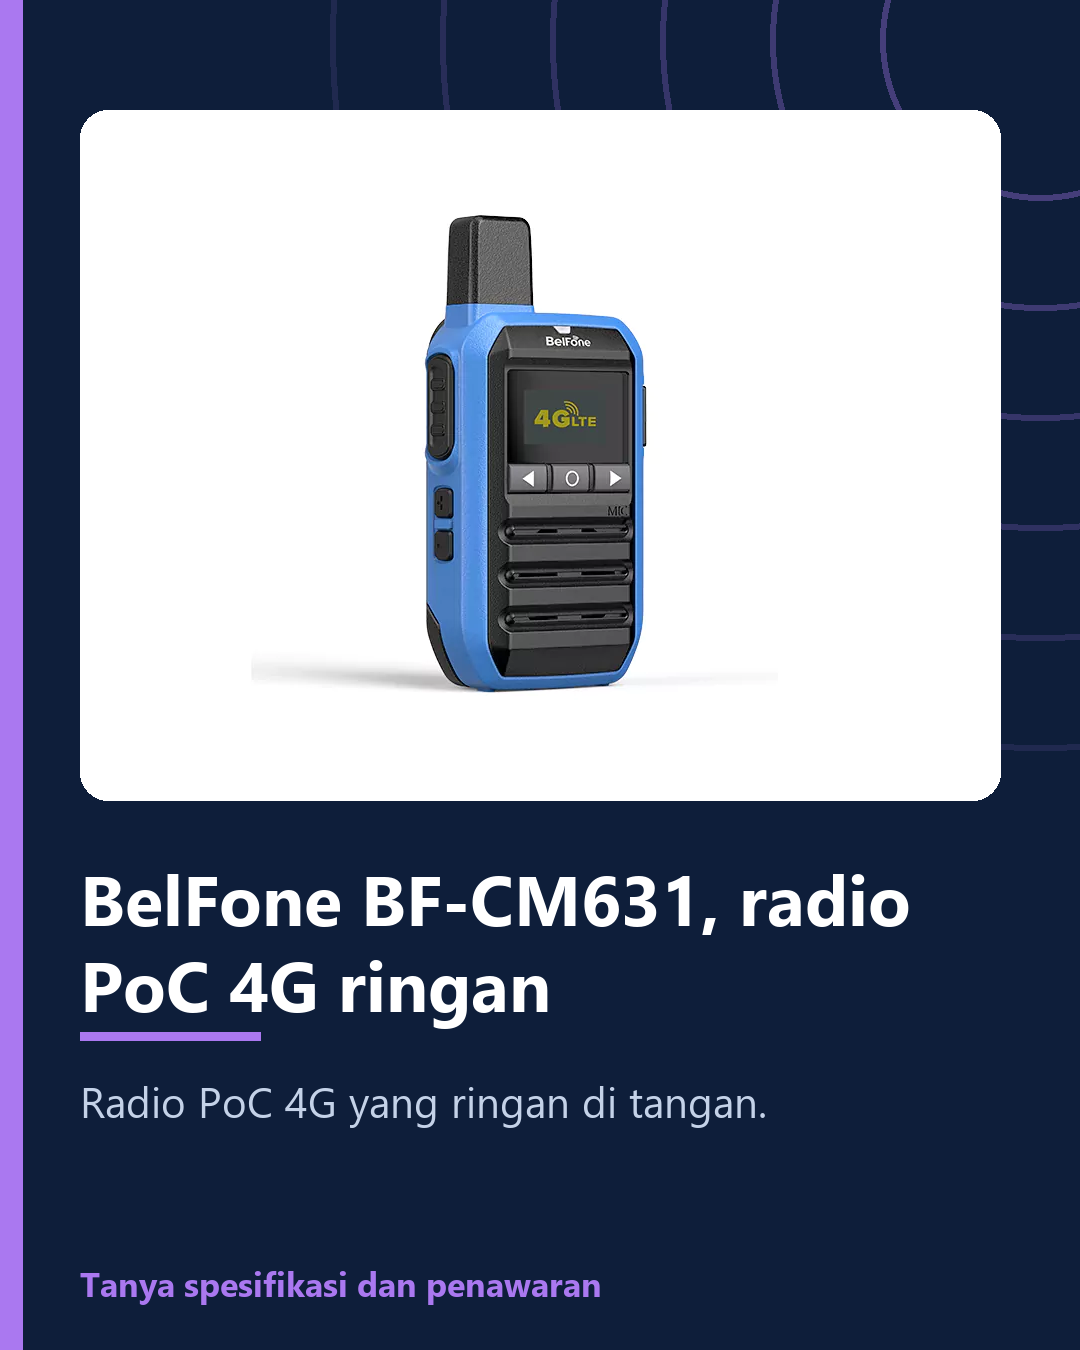 BelFone
4GLTE
MIC
BelFone BF-CM631, radio
PoC 4G ringan
Radio PoC 4G yang ringan di tangan.
Tanya spesifikasi dan penawaran